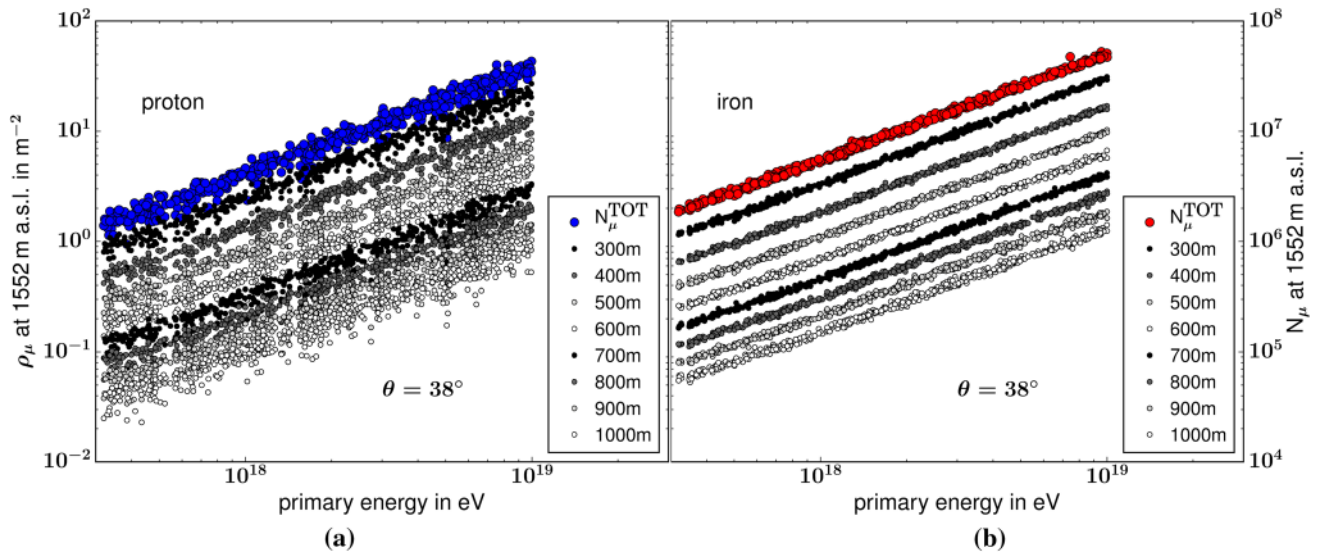 10²
10¹
10⁰
10⁻¹
10⁻²
ρμ at 1552 m a.s.l. in m⁻²
proton
θ = 38°
N_μ^TOT
300m
400m
500m
600m
700m
800m
900m
1000m
10¹⁸
10¹⁹
primary energy in eV
(a)
iron
θ = 38°
N_μ^TOT
300m
400m
500m
600m
700m
800m
900m
1000m
10¹⁸
10¹⁹
primary energy in eV
(b)
10⁸
10⁷
10⁶
10⁵
10⁴
Nμ at 1552 m a.s.l.